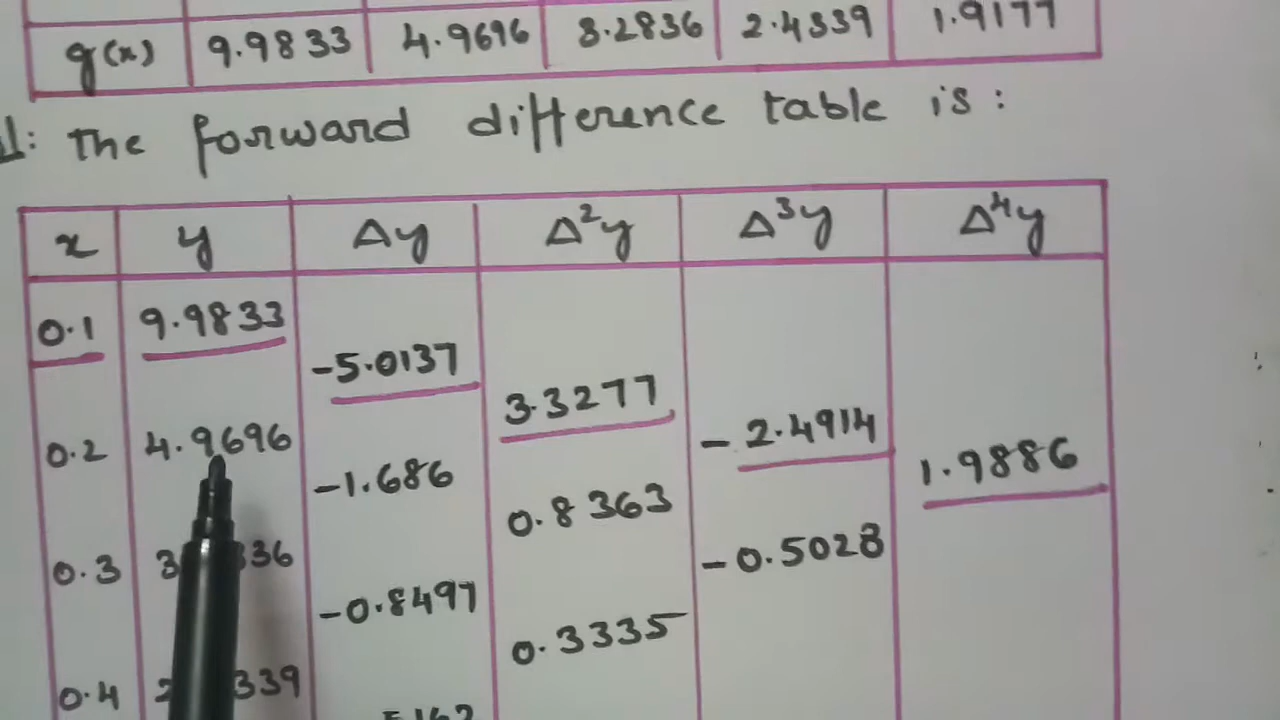 g(x) 9.9833 4.9696 3.2836 2.4339 1.9177
The forward difference table is:
x y Δy Δ²y Δ³y Δ⁴y
0.1 9.9833
-5.0137
3.3277
0.2 4.9696 -2.4914
-1.686 1.9886
0.8363
0.3 -0.5028
-0.8497
0.3335
0.4